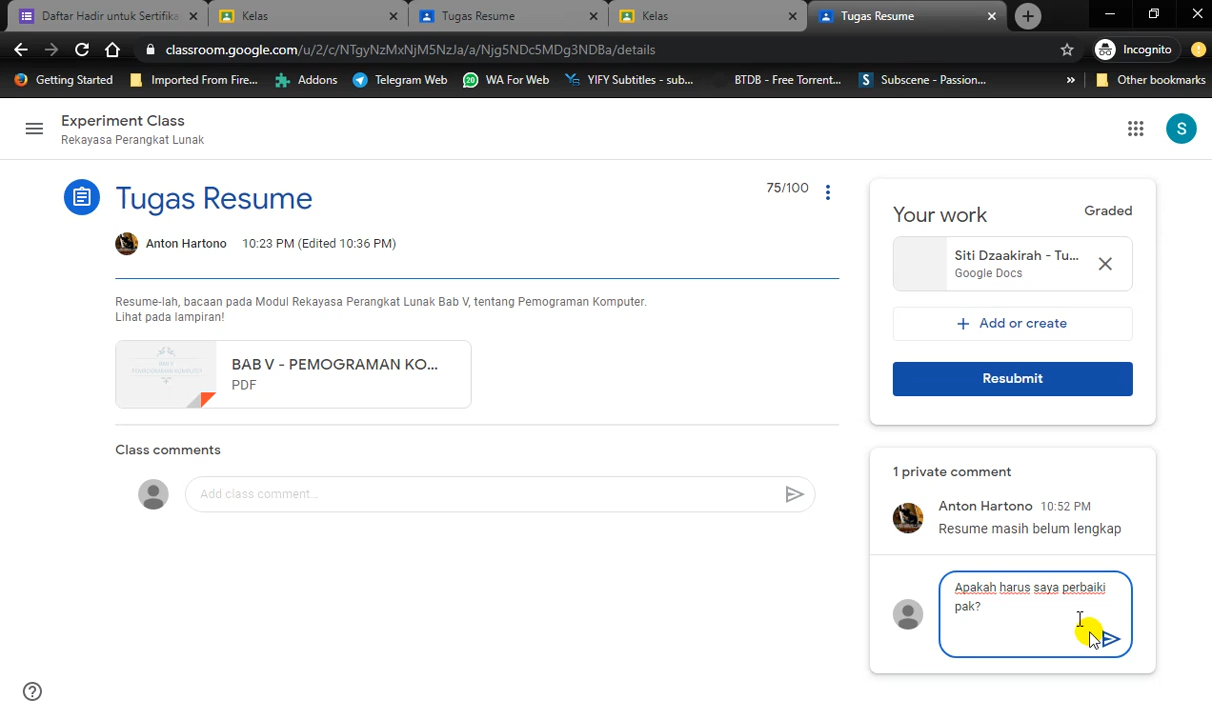 Daftar Hadir untuk Sertifika
Kelas
Tugas Resume
Kelas
Tugas Resume
classroom.google.com/u/2/c/NTgyNzMxNjM5NzJa/a/Njg5NDc5MDg3NDBa/details
Incognito
Getting Started
Imported From Fire...
Addons
Telegram Web
20
WA For Web
YIFY Subtitles - sub...
BTDB - Free Torrent...
S
Subscene - Passion...
»
Other bookmarks
Experiment Class
Rekayasa Perangkat Lunak
S
Tugas Resume
75/100
Anton Hartono 10:23 PM (Edited 10:36 PM)
Resume-lah, bacaan pada Modul Rekayasa Perangkat Lunak Bab V, tentang Pemograman Komputer.
Lihat pada lampiran!
BAB V
PEMOGRAMAN KOMPUTER
BAB V - PEMOGRAMAN KO...
PDF
Class comments
Add class comment...
Your work
Graded
Siti Dzaakirah - Tu...
Google Docs
+ Add or create
Resubmit
1 private comment
Anton Hartono 10:52 PM
Resume masih belum lengkap
Apakah harus saya perbaiki
pak?